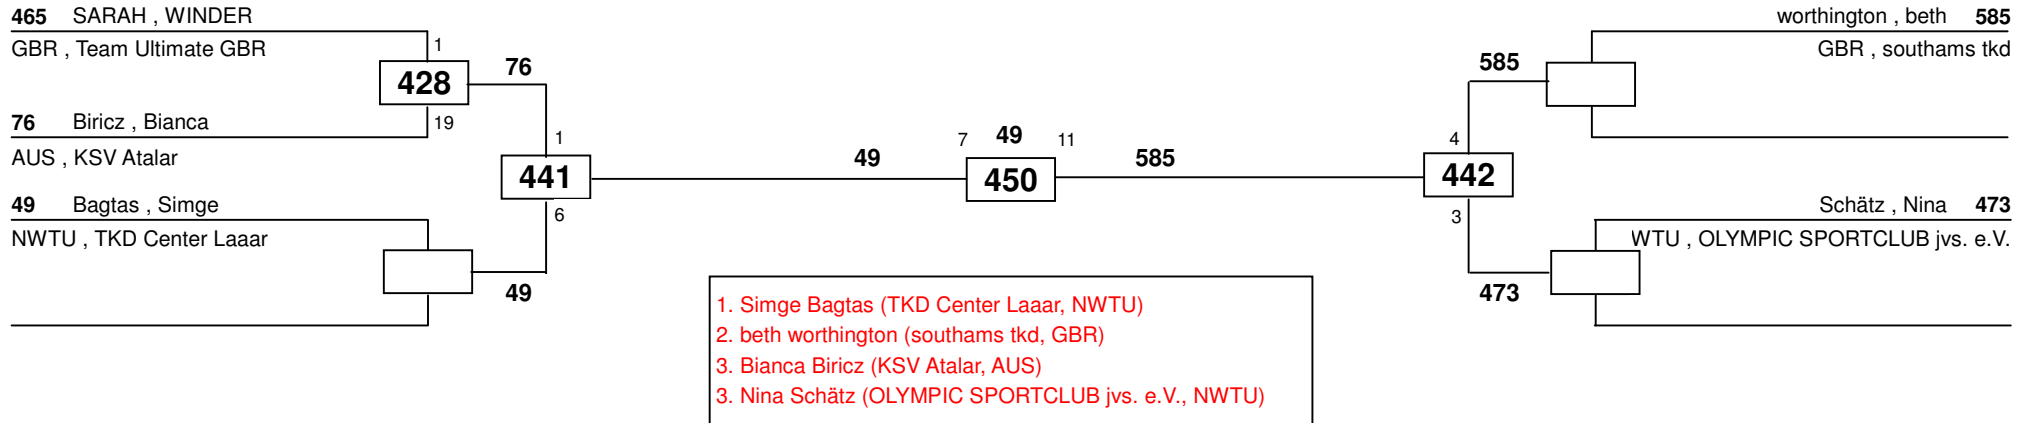 465 SARAH , WINDER
GBR , Team Ultimate GBR
1
428
76
19
76 Biricz , Bianca
AUS , KSV Atalar
1
441
6
49 Bagtas , Simge
NWTU , TKD Center Laaar
49
49
7 49 11
450
585
worthington , beth 585
GBR , southams tkd
585
4
442
3
Schätz , Nina 473
WTU , OLYMPIC SPORTCLUB jvs. e.V.
473
1. Simge Bagtas (TKD Center Laaar, NWTU)
2. beth worthington (southams tkd, GBR)
3. Bianca Biricz (KSV Atalar, AUS)
3. Nina Schätz (OLYMPIC SPORTCLUB jvs. e.V., NWTU)